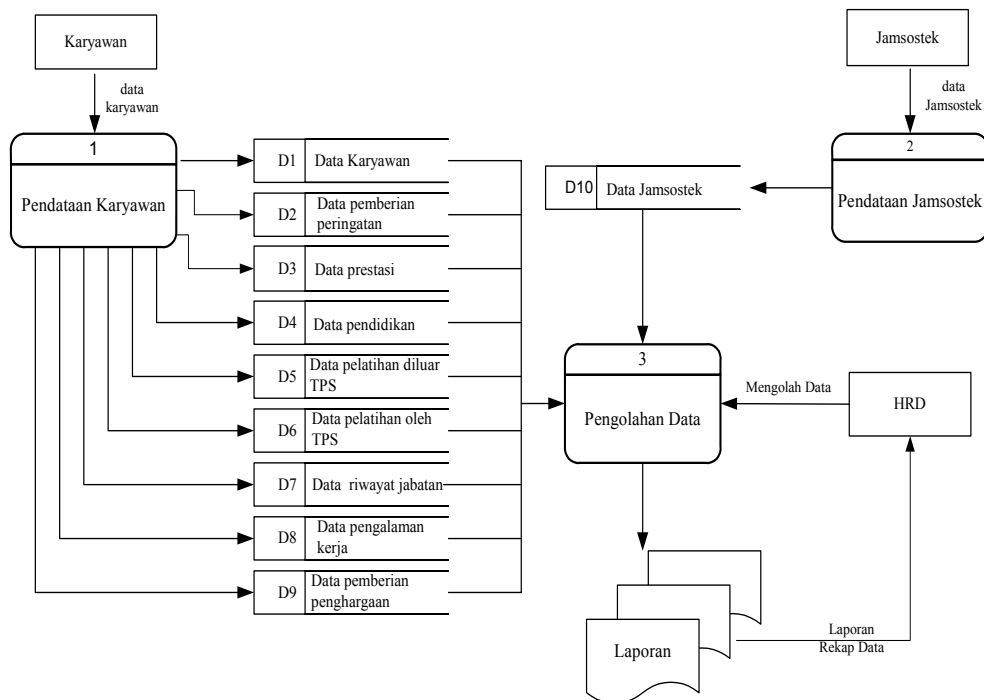 Karyawan
Jamsostek
data
karyawan
data
Jamsostek
1
Pendataan Karyawan
2
Pendataan Jamsostek
D1 Data Karyawan
D2 Data pemberian
peringatan
D3 Data prestasi
D4 Data pendidikan
D5 Data pelatihan diluar
TPS
D6 Data pelatihan oleh
TPS
D7 Data riwayat jabatan
D8 Data pengalaman
kerja
D9 Data pemberian
penghargaan
D10 Data Jamsostek
3
Pengolahan Data
Mengolah Data
HRD
Laporan
Laporan
Rekap Data